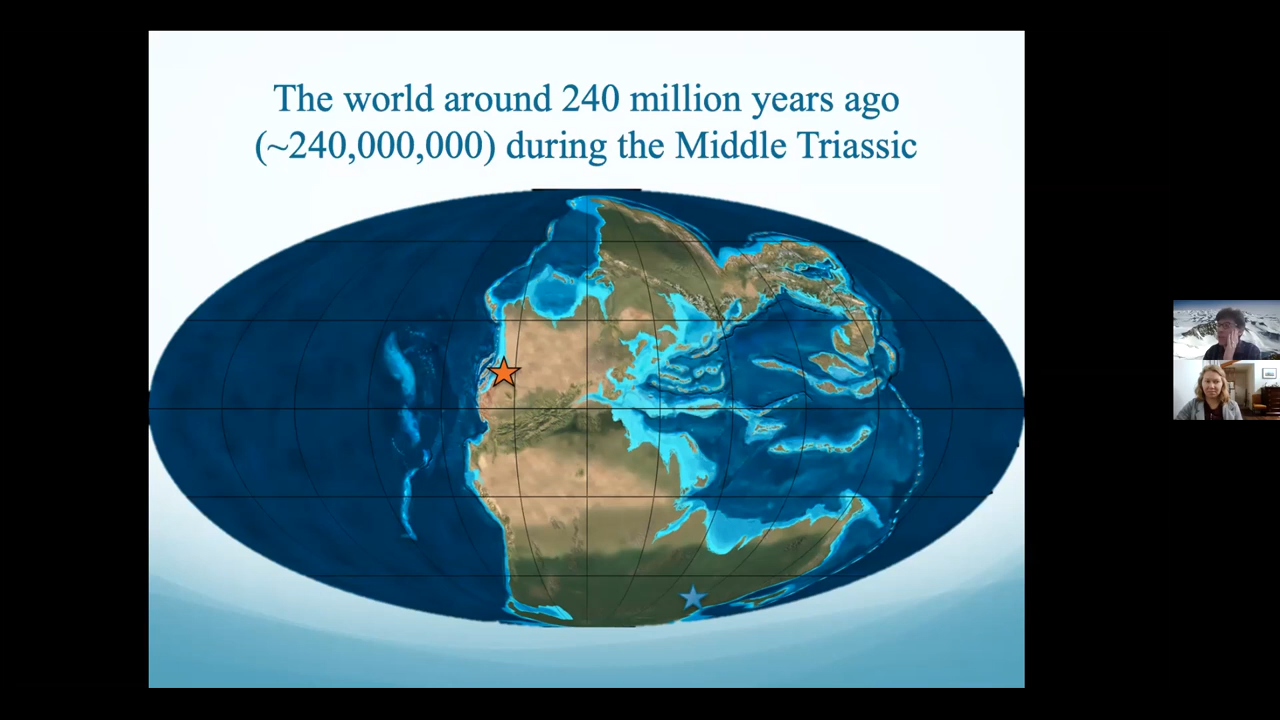 The world around 240 million years ago
(~240,000,000) during the Middle Triassic